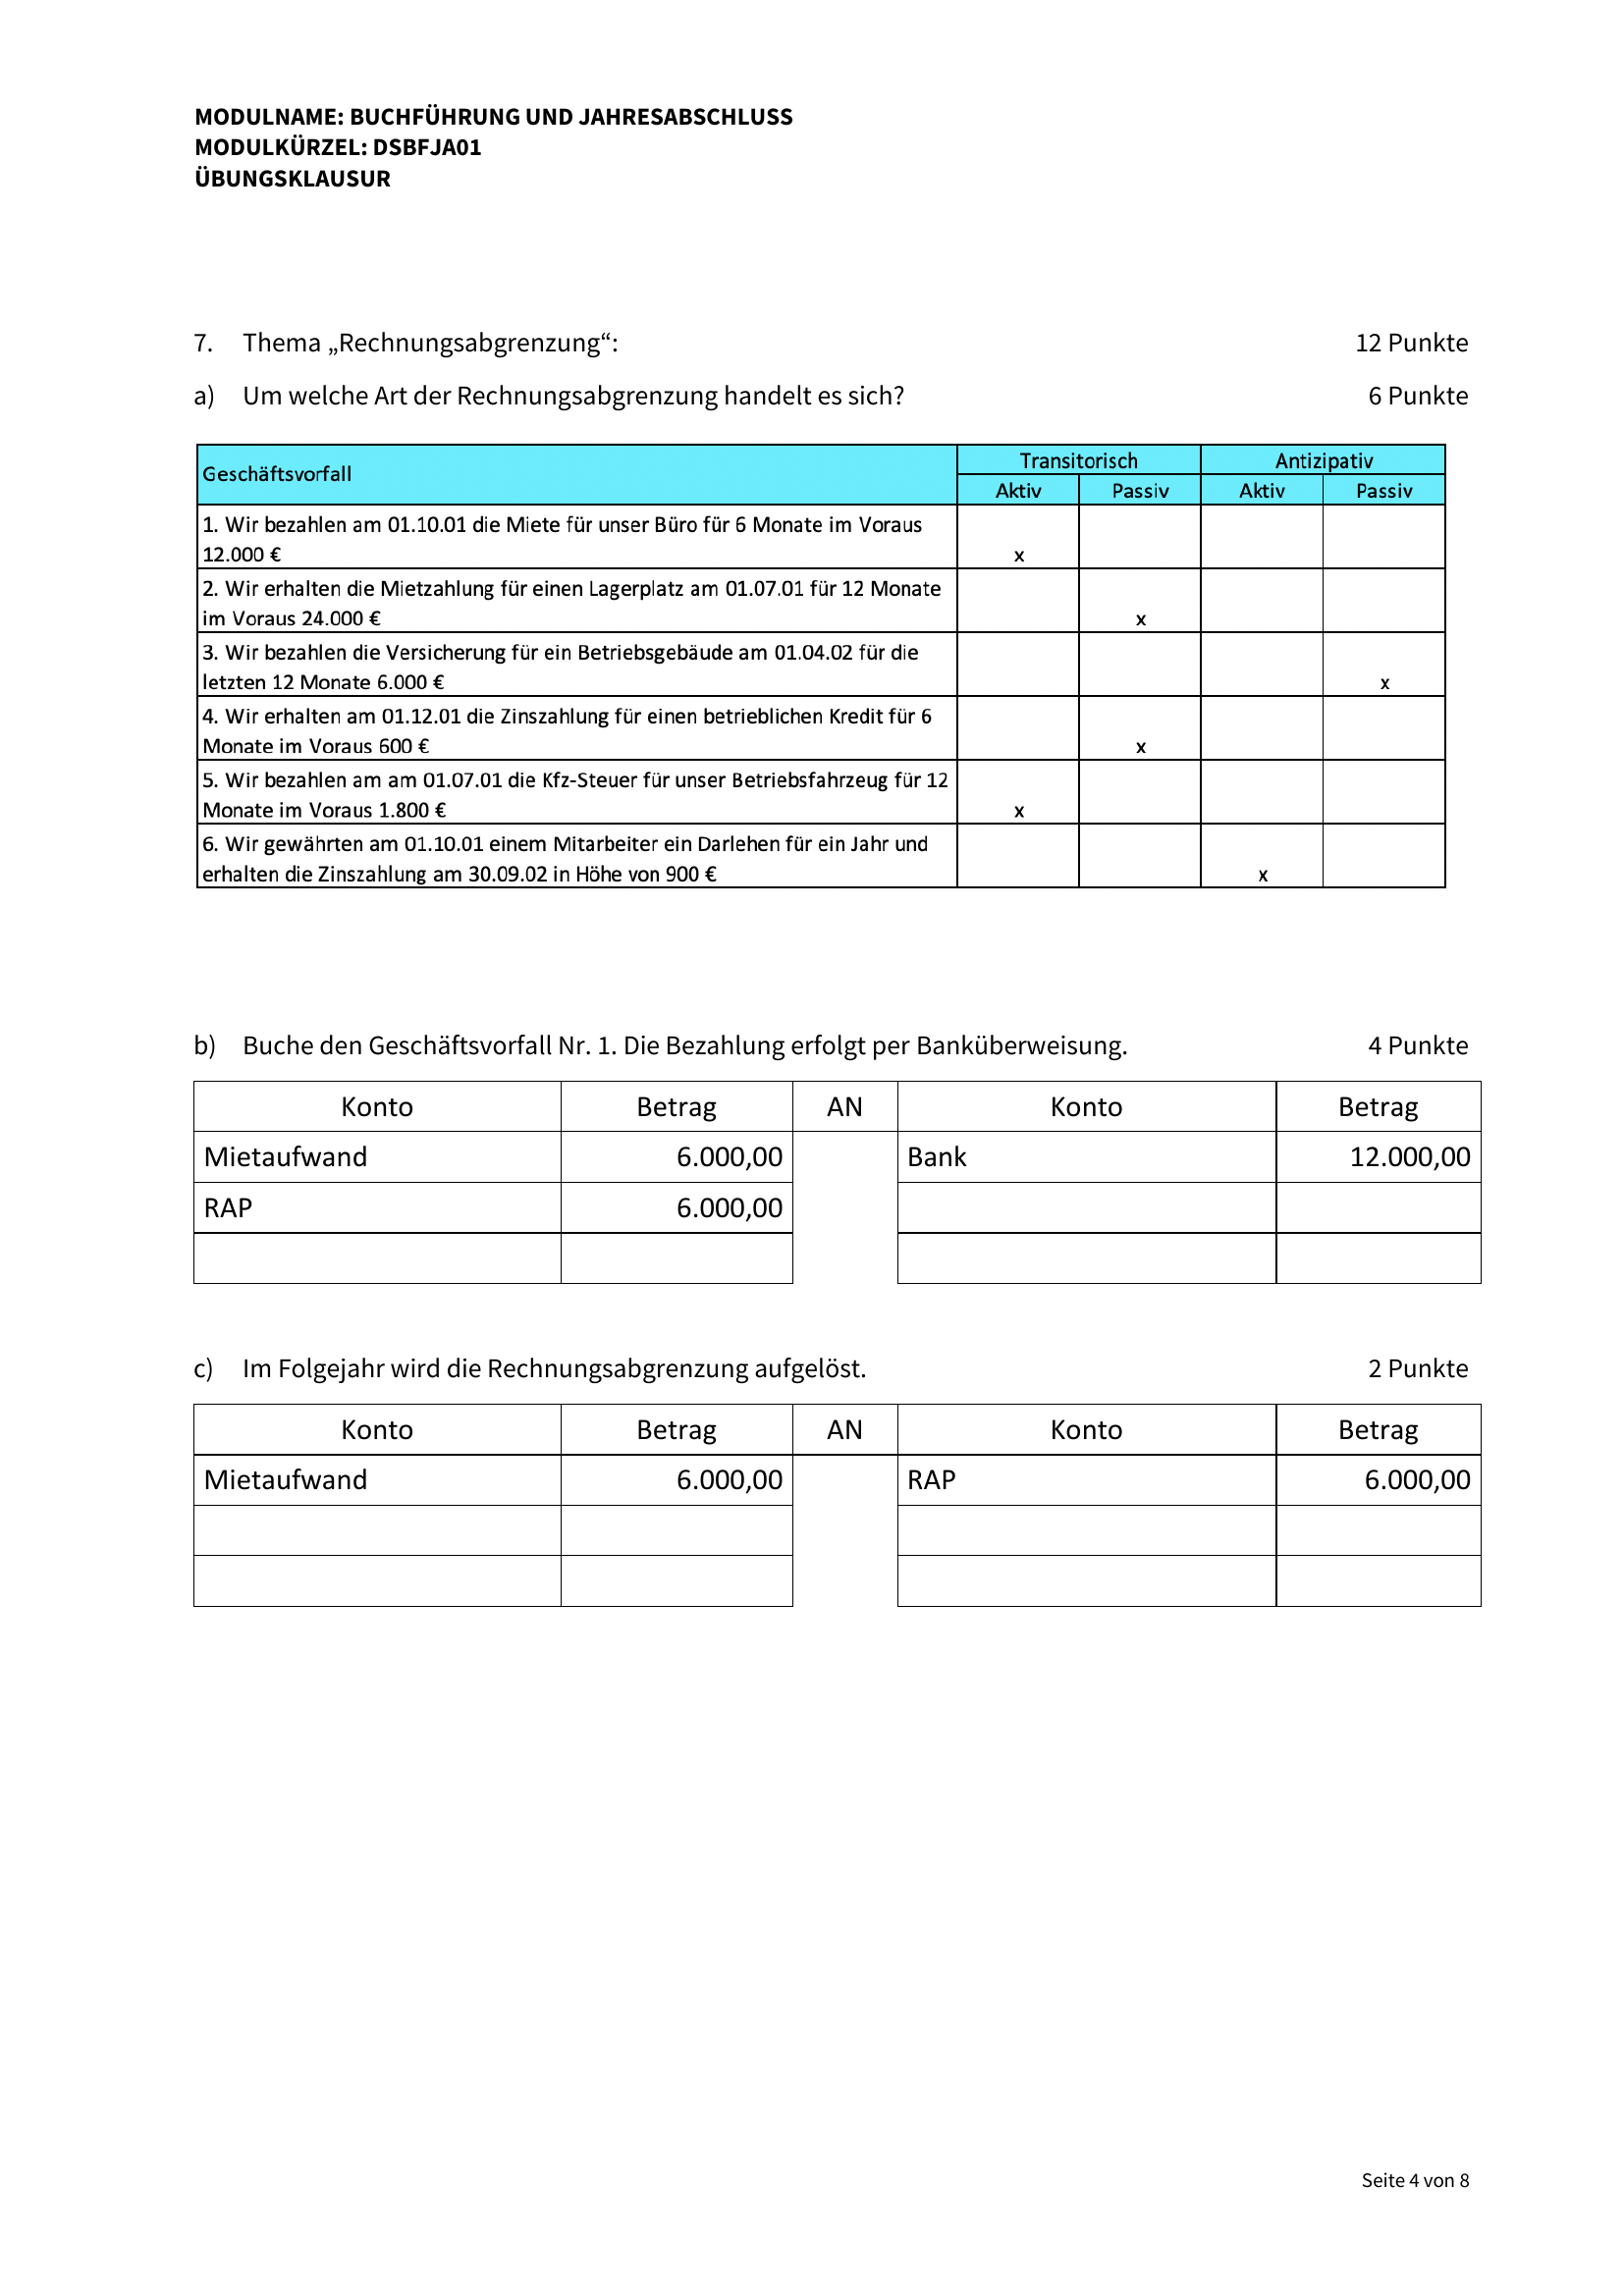 MODULNAME: BUCHFÜHRUNG UND JAHRESABSCHLUSS
MODULKÜRZEL: DSBFJA01
ÜBUNGSKLAUSUR
7. Thema „Rechnungsabgrenzung“: 12 Punkte
a) Um welche Art der Rechnungsabgrenzung handelt es sich? 6 Punkte
Geschäftsvorfall Transitorisch Antizipativ
Aktiv Passiv Aktiv Passiv
1. Wir bezahlen am 01.10.01 die Miete für unser Büro für 6 Monate im Voraus
12.000 € x
2. Wir erhalten die Mietzahlung für einen Lagerplatz am 01.07.01 für 12 Monate
im Voraus 24.000 € x
3. Wir bezahlen die Versicherung für ein Betriebsgebäude am 01.04.02 für die
letzten 12 Monate 6.000 € x
4. Wir erhalten am 01.12.01 die Zinszahlung für einen betrieblichen Kredit für 6
Monate im Voraus 600 € x
5. Wir bezahlen am am 01.07.01 die Kfz-Steuer für unser Betriebsfahrzeug für 12
Monate im Voraus 1.800 € x
6. Wir gewährten am 01.10.01 einem Mitarbeiter ein Darlehen für ein Jahr und
erhalten die Zinszahlung am 30.09.02 in Höhe von 900 € x
b) Buche den Geschäftsvorfall Nr. 1. Die Bezahlung erfolgt per Banküberweisung. 4 Punkte
Konto Betrag AN Konto Betrag
Mietaufwand 6.000,00 Bank 12.000,00
RAP 6.000,00
c) Im Folgejahr wird die Rechnungsabgrenzung aufgelöst. 2 Punkte
Konto Betrag AN Konto Betrag
Mietaufwand 6.000,00 RAP 6.000,00
Seite 4 von 8